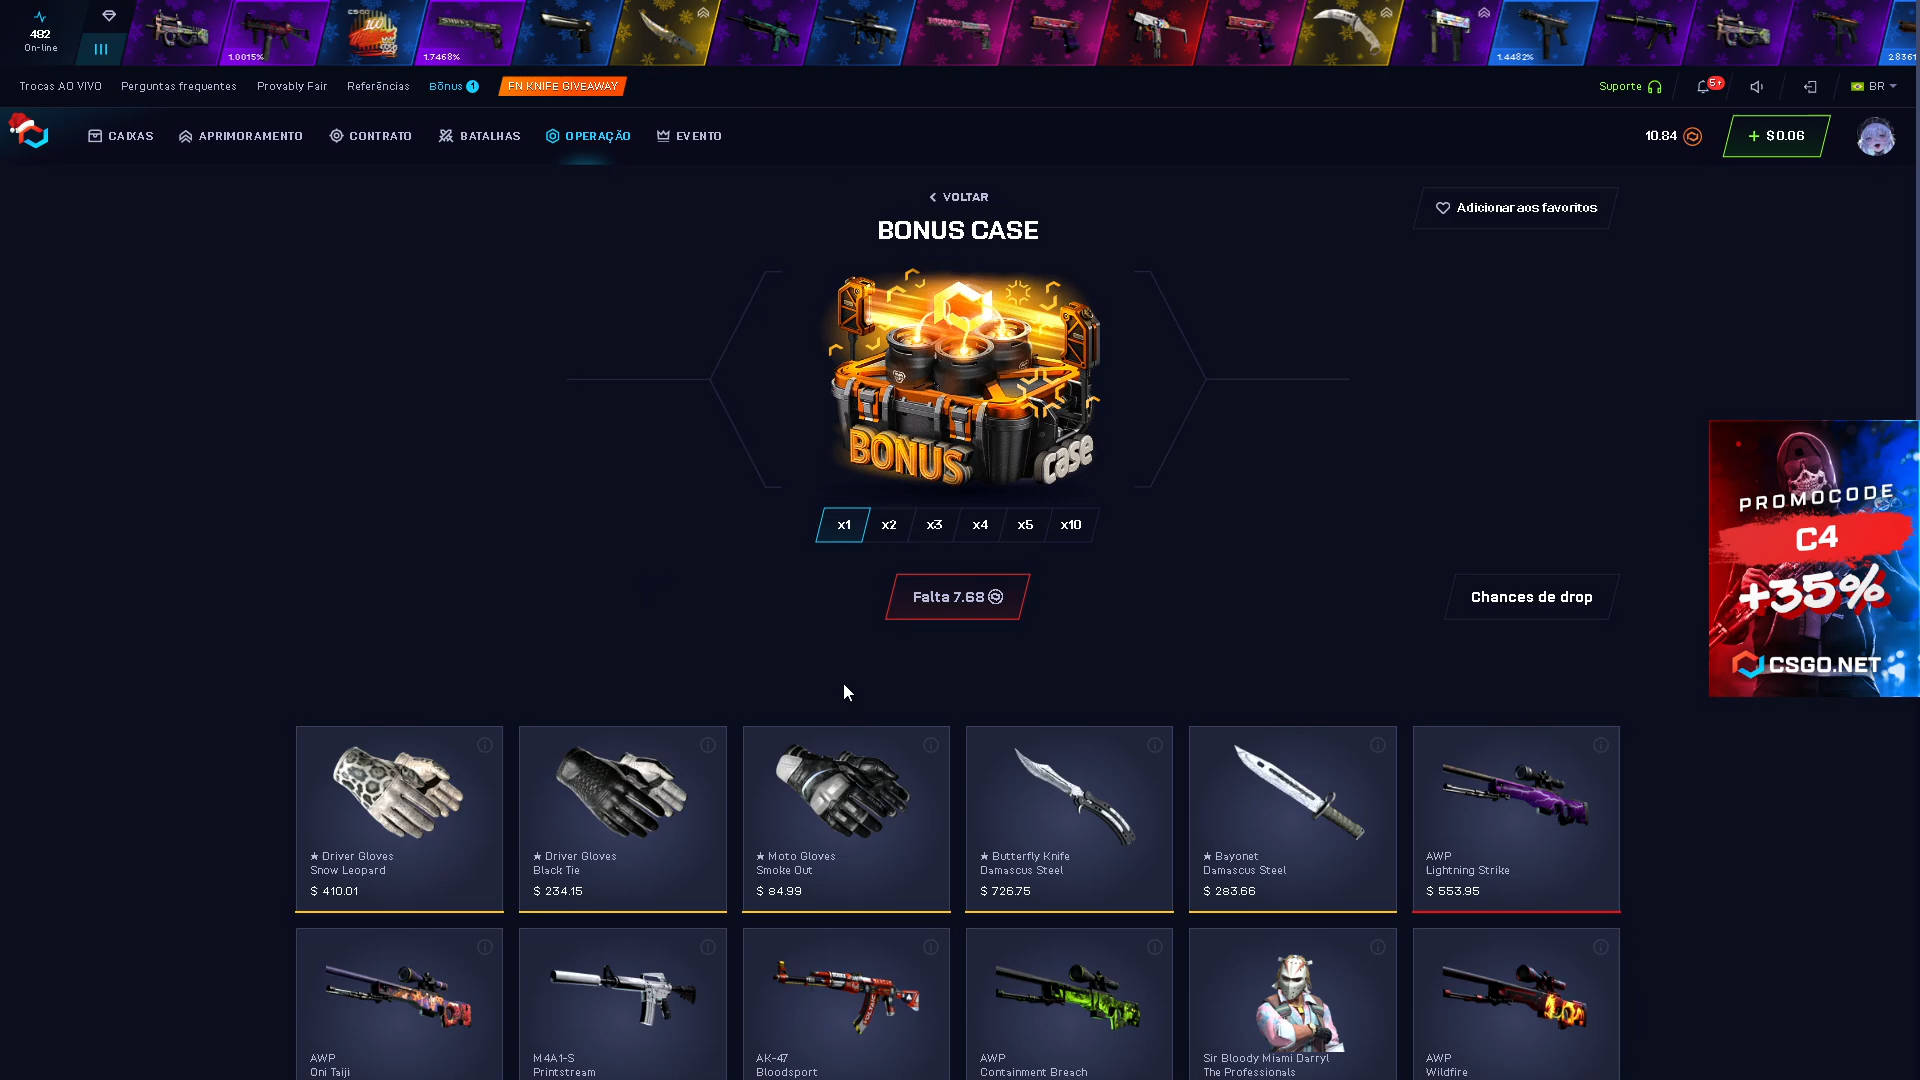 482
On-line
1.0015%
CSGO
100
1.7468%
1.4482%
Trocas AO VIVO
Perguntas frequentes
Provably Fair
Referências
Bônus 1
FN KNIFE GIVEAWAY
Suporte
5+
BR
CAIXAS
APRIMORAMENTO
CONTRATO
BATALHAS
OPERAÇÃO
EVENTO
10.84
+ $ 0.06
VOLTAR
BONUS CASE
Adicionar aos favoritos
BONUS case
x1
x2
x3
x4
x5
x10
Falta 7.68
Chances de drop
PROMOCODE
C4
+35%
CSGO.NET
★ Driver Gloves
Snow Leopard
$ 410.01
★ Driver Gloves
Black Tie
$ 234.15
★ Moto Gloves
Smoke Out
$ 84.99
★ Butterfly Knife
Damascus Steel
$ 726.75
★ Bayonet
Damascus Steel
$ 283.66
AWP
Lightning Strike
$ 553.95
AWP
Oni Taiji
M4A1-S
Printstream
AK-47
Bloodsport
AWP
Containment Breach
Sir Bloody Miami Darryl
The Professionals
AWP
Wildfire